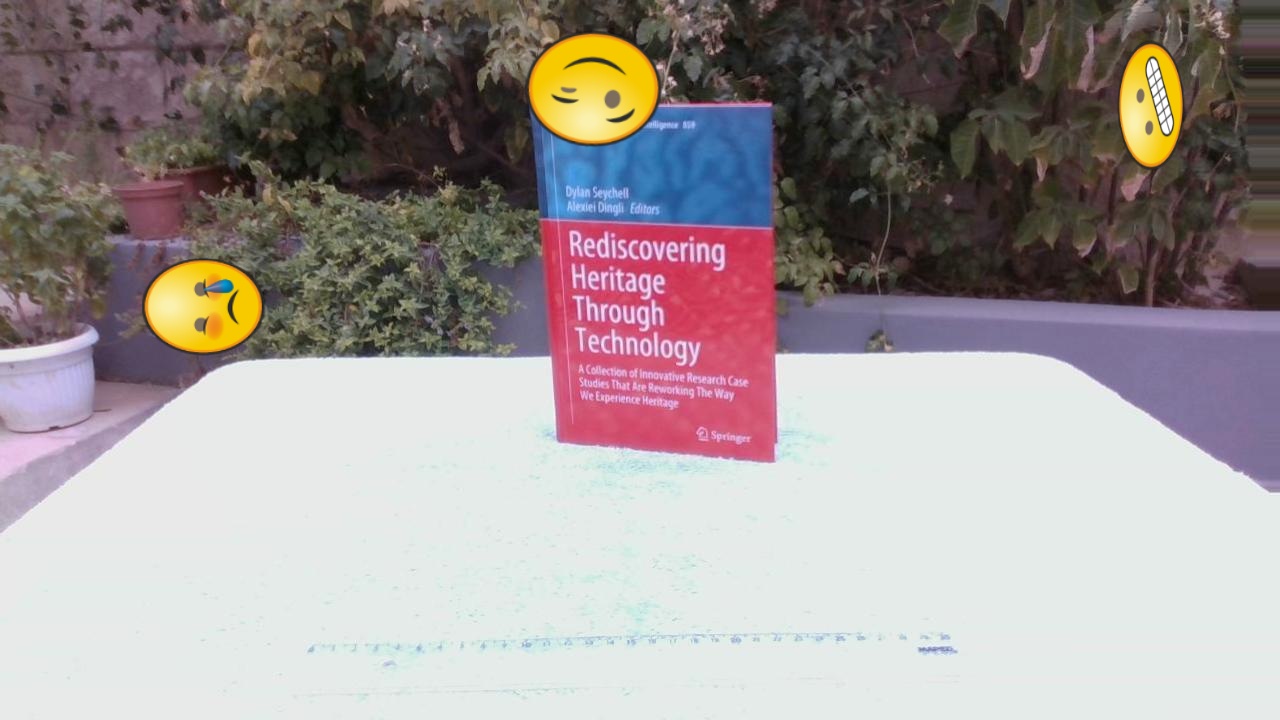 859
Dylan Seychell
Alexiei Dingli Editors
Rediscovering
Heritage
Through
Technology
A Collection of Innovative Research Case
Studies That Are Reworking The Way
We Experience Heritage
Springer